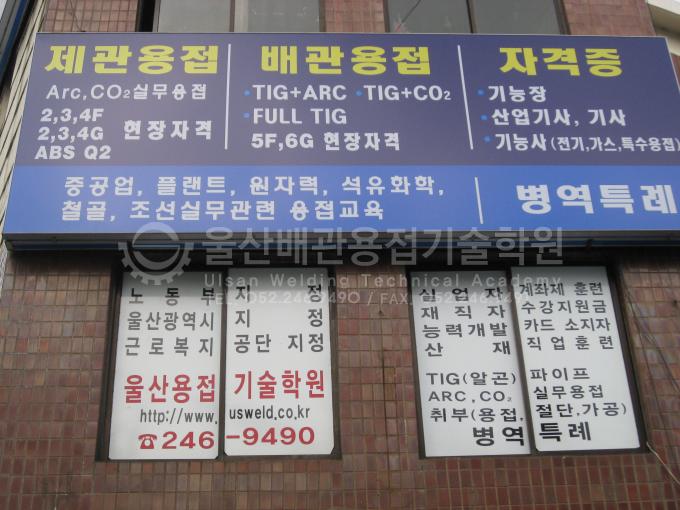 제관용접
Arc,CO₂실무용접
2,3,4F
2,3,4G 현장자격
ABS Q2
배관용접
•TIG+ARC •TIG+CO₂
•FULL TIG
5F,6G 현장자격
자격증
•기능장
•산업기사, 기사
•기능사(전기,가스,특수용접)
중공업, 플랜트, 원자력, 석유화학,
철골, 조선실무관련 용접교육
병역특례
울산배관용접기술학원
Ulsan Welding Technical Academy
TEL. 052.246.9490 / FAX.
노동부 지정
울산광역시 지정
근로복지 공단 지정
울산용접 기술학원
http://www.usweld.co.kr
☎246-9490
실업자
재직자
능력개발
산재
TIG(알곤)
ARC, CO₂
취부(용접,
병역
계좌제 훈련
수강지원금
카드 소지자
직업훈련
파이프
실무용접
절단,가공)
특례